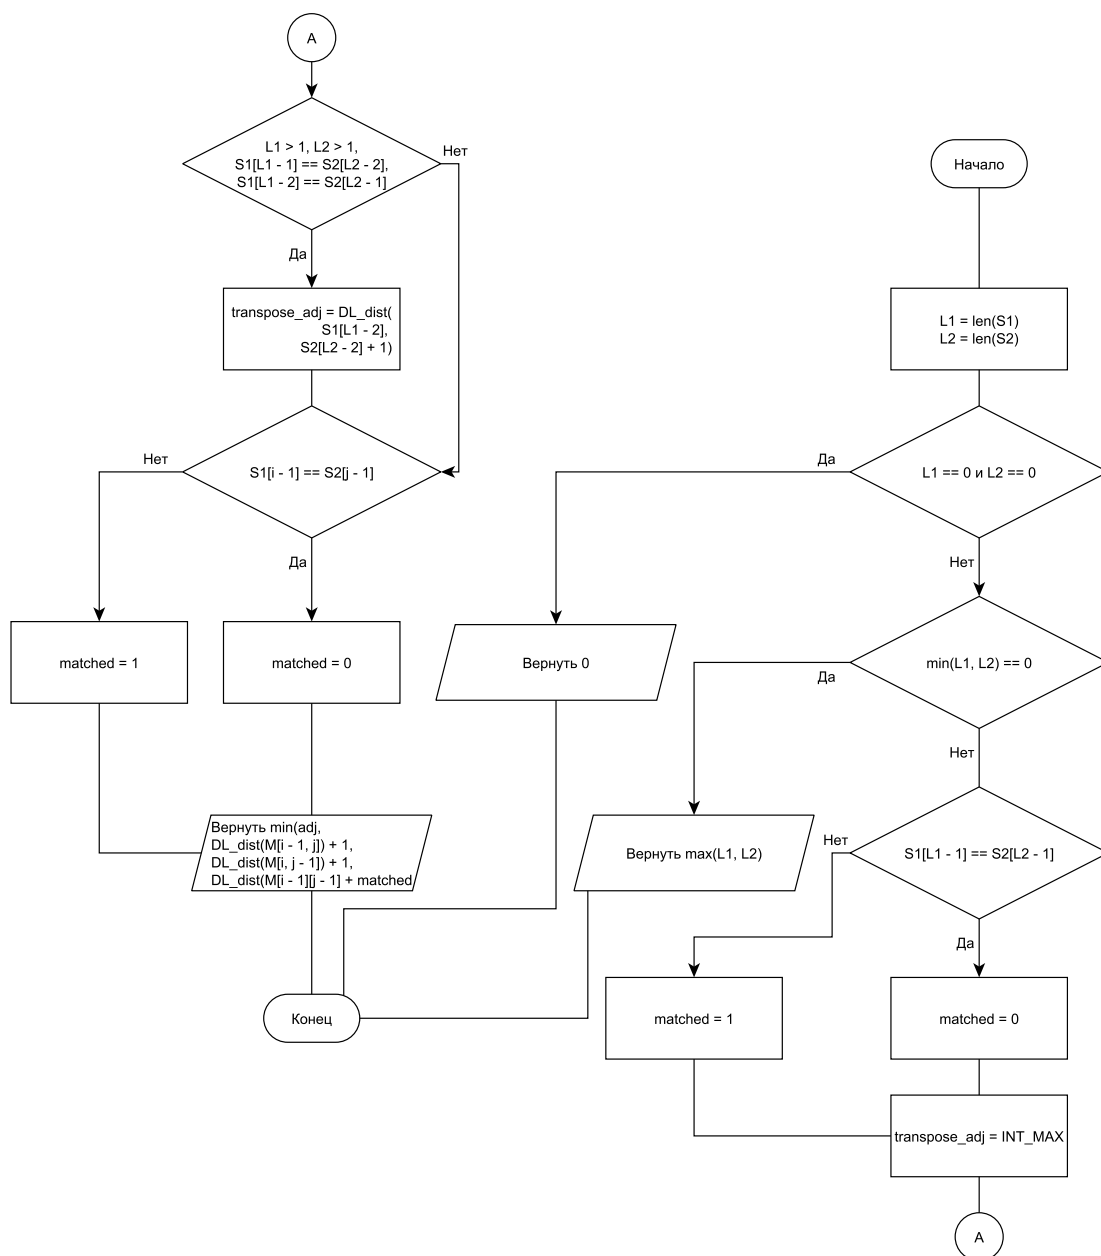 A
L1 > 1, L2 > 1,
S1[L1 - 1] == S2[L2 - 2],
S1[L1 - 2] == S2[L2 - 1]
Нет
Да
transpose_adj = DL_dist(
S1[L1 - 2],
S2[L2 - 2] + 1)
S1[i - 1] == S2[j - 1]
Нет
Да
matched = 1
matched = 0
Вернуть min(adj,
DL_dist(M[i - 1, j]) + 1,
DL_dist(M[i, j - 1]) + 1,
DL_dist(M[i - 1][j - 1] + matched
Конец
Начало
L1 = len(S1)
L2 = len(S2)
L1 == 0 и L2 == 0
Да
Нет
Вернуть 0
min(L1, L2) == 0
Да
Нет
Вернуть max(L1, L2)
S1[L1 - 1] == S2[L2 - 1]
Нет
Да
matched = 1
matched = 0
transpose_adj = INT_MAX
A